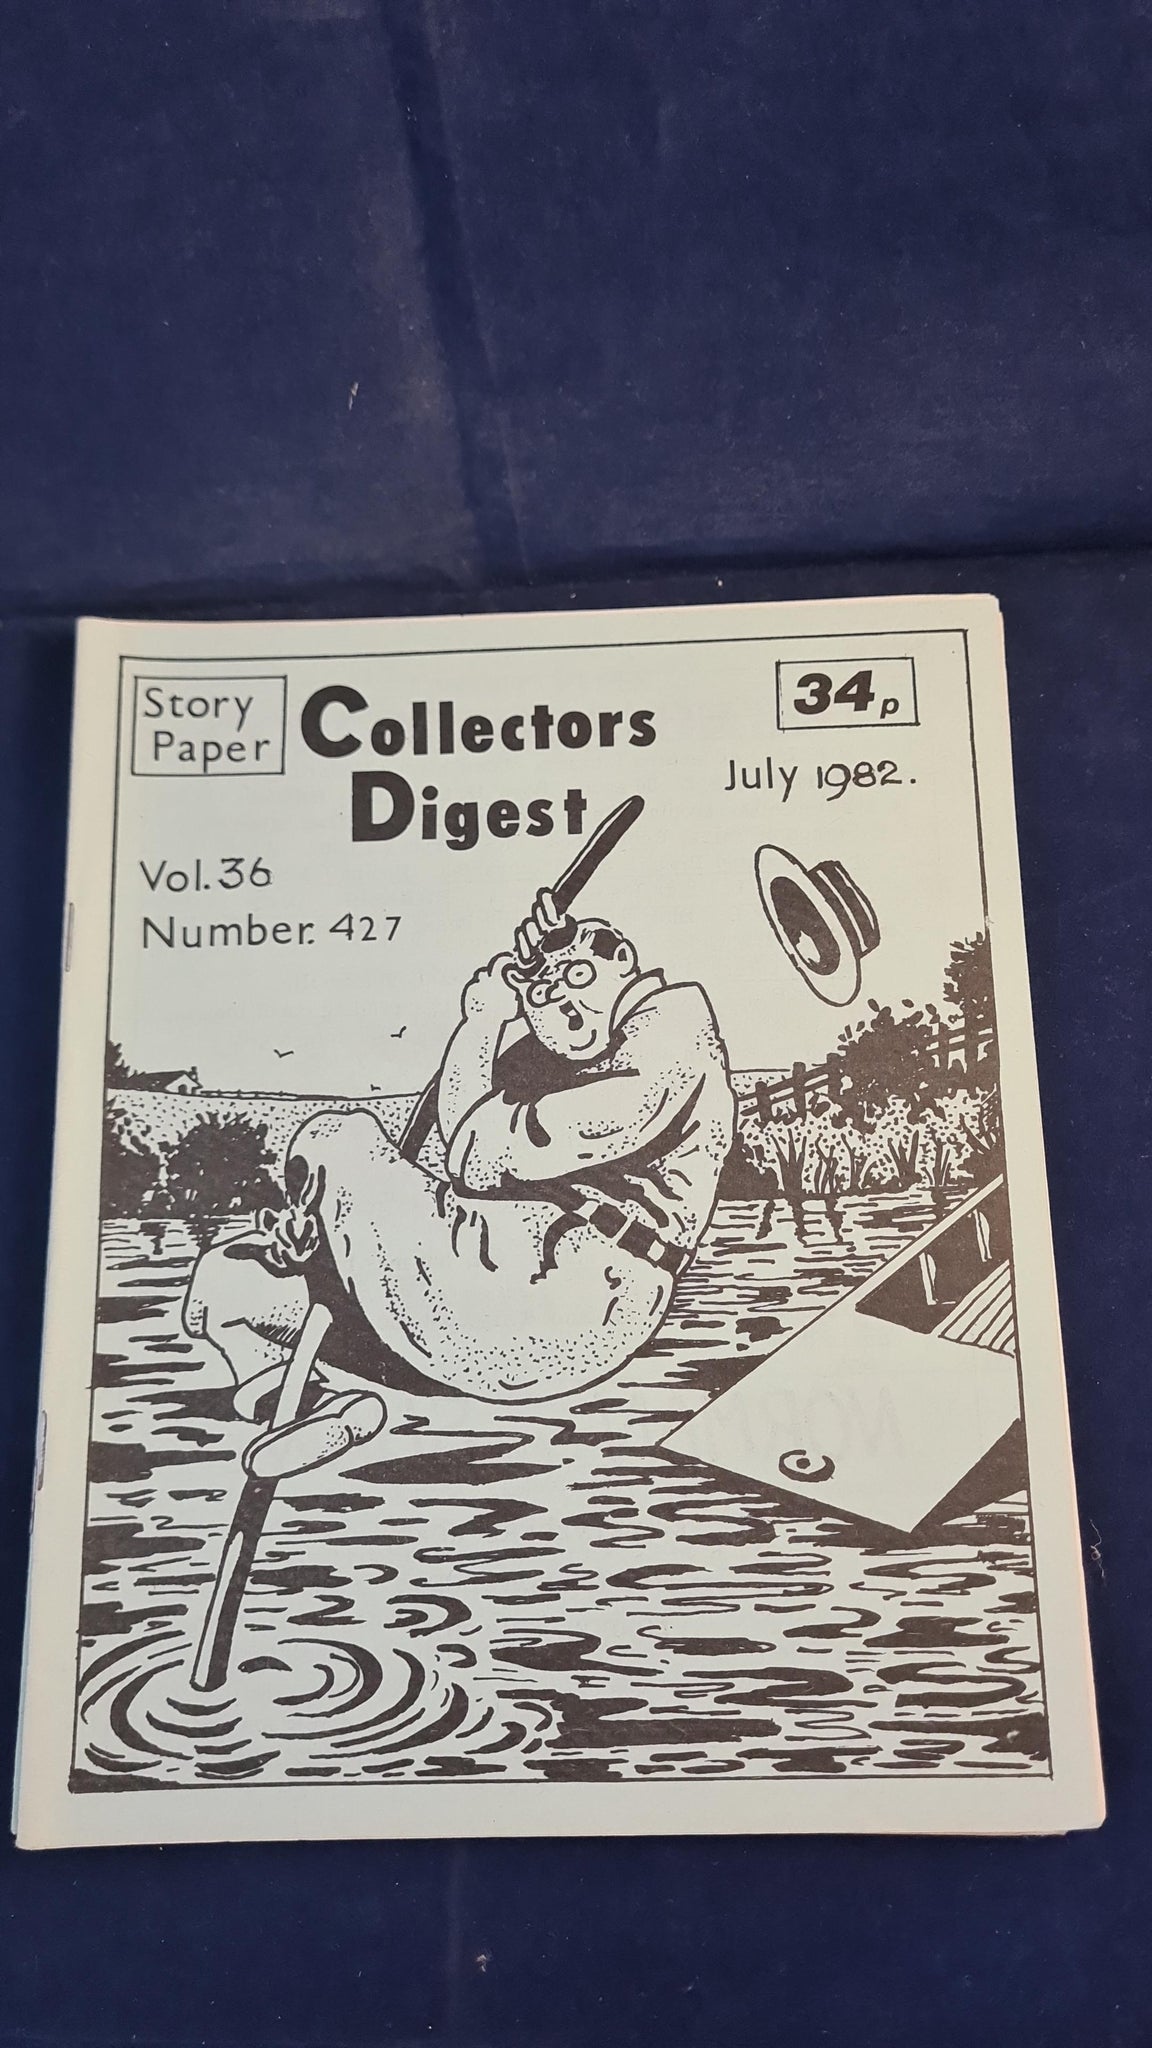 Story
Paper
Collectors
Digest
34p
July 1982.
Vol. 36
Number. 427